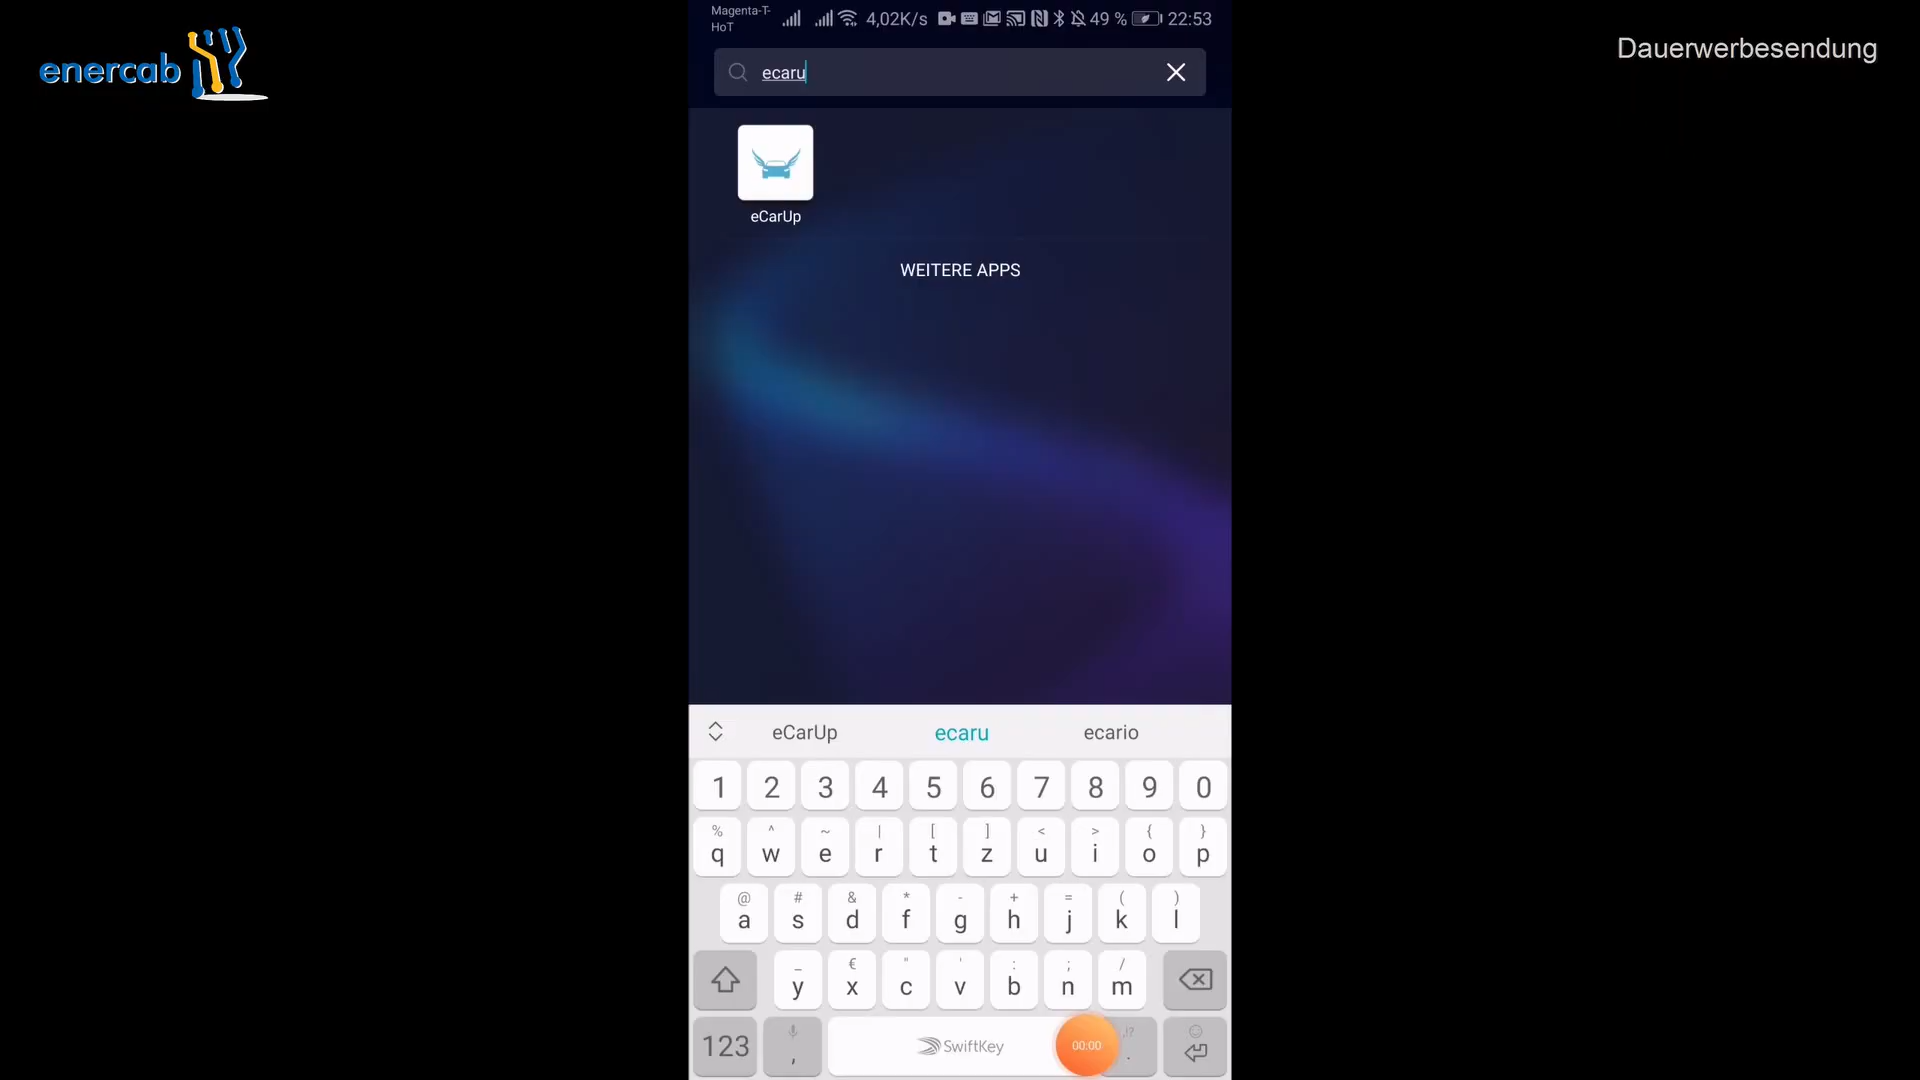 enercab
Dauerwerbesendung
Magenta-T-
HoT
4,02K/s
49 %
22:53
ecaru
eCarUp
WEITERE APPS
eCarUp ecaru ecario
1 2 3 4 5 6 7 8 9 0
% ^ ~ | [ ] < > { }
q w e r t z u i o p
@ # & * - + = ( )
a s d f g h j k l
_ € " ' : ; /
y x c v b n m
,!?
123 , SwiftKey 00:00 .